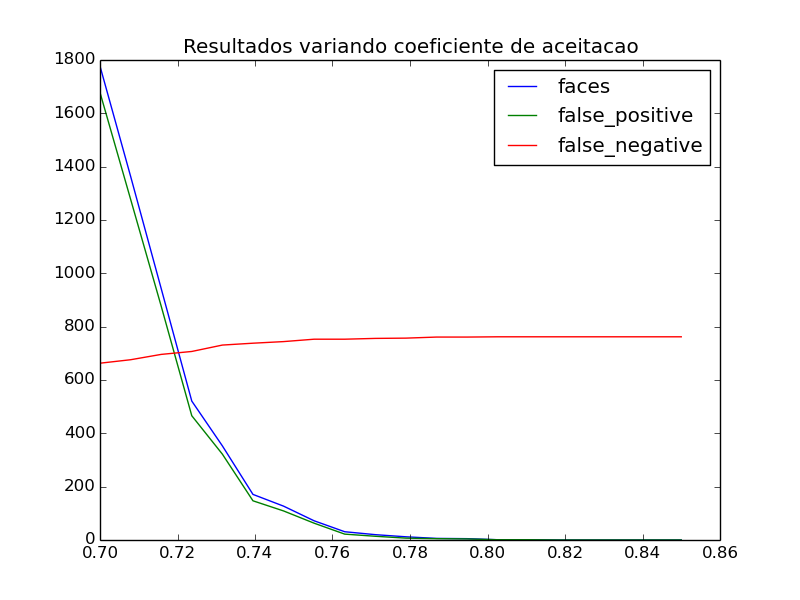 Resultados variando coeficiente de aceitacao
faces
false_positive
false_negative
1800
1600
1400
1200
1000
800
600
400
200
0
0.70 0.72 0.74 0.76 0.78 0.80 0.82 0.84 0.86